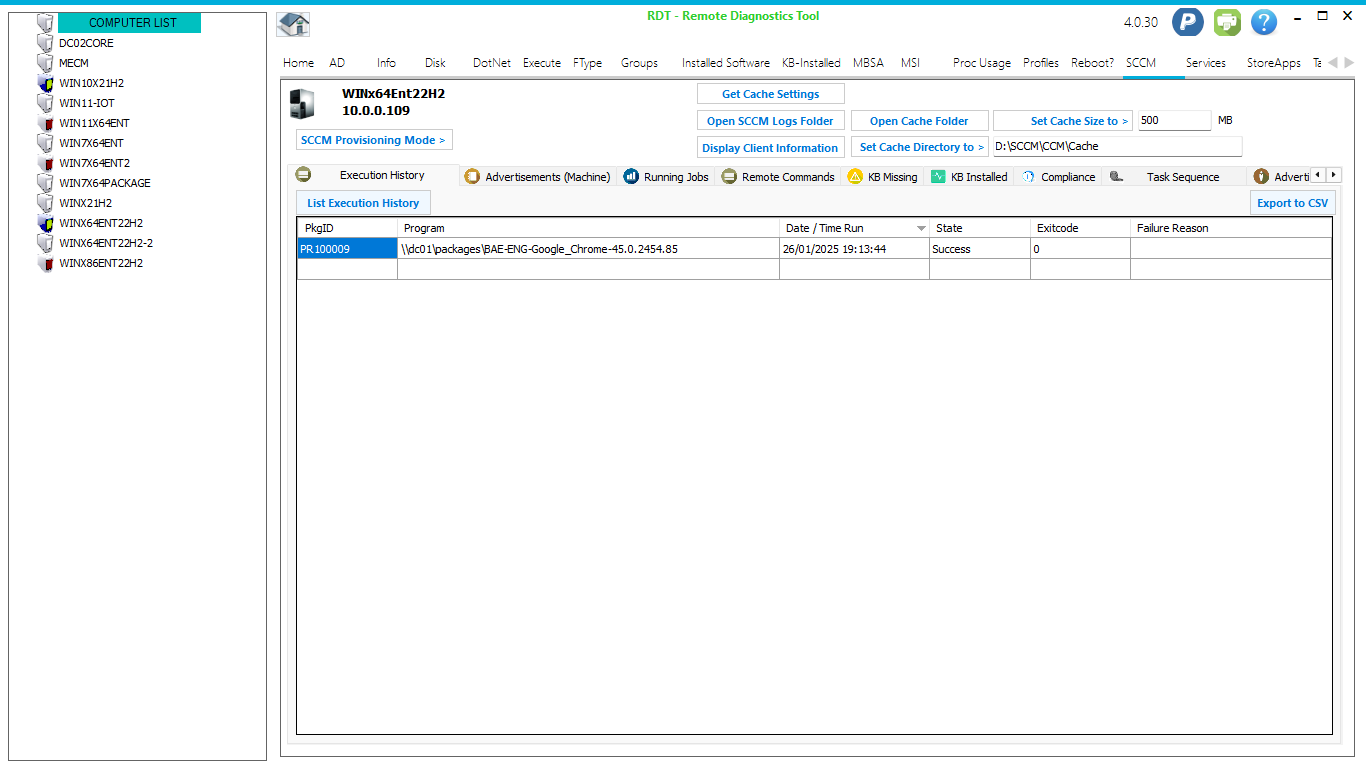 RDT - Remote Diagnostics Tool
4.0.30
COMPUTER LIST
DC02CORE
MECM
WIN10X21H2
WIN11-IOT
WIN11X64ENT
WIN7X64ENT
WIN7X64ENT2
WIN7X64PACKAGE
WINX21H2
WINX64ENT22H2
WINX64ENT22H2-2
WINX86ENT22H2
Home AD Info Disk DotNet Execute FType Groups Installed Software KB-Installed MBSA MSI Proc Usage Profiles Reboot? SCCM Services StoreApps Ta
WINx64Ent22H2
10.0.0.109
SCCM Provisioning Mode >
Get Cache Settings
Open SCCM Logs Folder Open Cache Folder Set Cache Size to > 500 MB
Display Client Information Set Cache Directory to > D:\SCCM\CCM\Cache
Execution History Advertisements (Machine) Running Jobs Remote Commands KB Missing KB Installed Compliance Task Sequence Adverti
List Execution History Export to CSV
PkgID Program Date / Time Run State Exitcode Failure Reason
PR100009 \\dc01\packages\BAE-ENG-Google_Chrome-45.0.2454.85 26/01/2025 19:13:44 Success 0